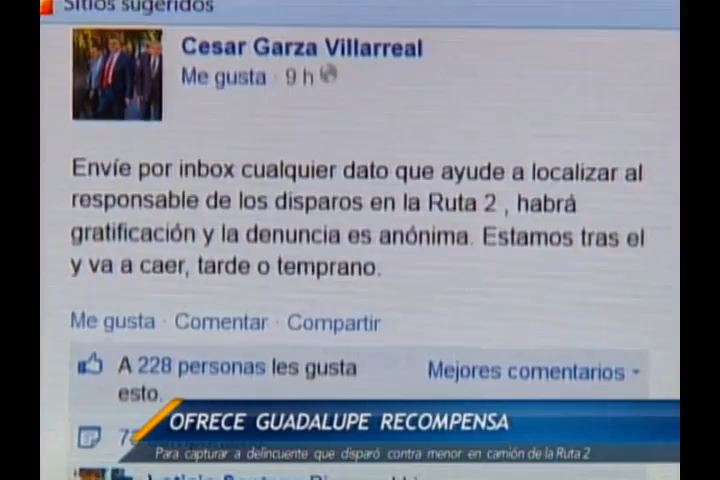 Sitios sugeridos
Cesar Garza Villarreal
Me gusta · 9 h
Envíe por inbox cualquier dato que ayude a localizar al
responsable de los disparos en la Ruta 2 , habrá
gratificación y la denuncia es anónima. Estamos tras el
y va a caer, tarde o temprano.
Me gusta · Comentar · Compartir
A 228 personas les gusta
esto.
Mejores comentarios
OFRECE GUADALUPE RECOMPENSA
Para capturar a delincuente que disparó contra menor en camión de la Ruta 2